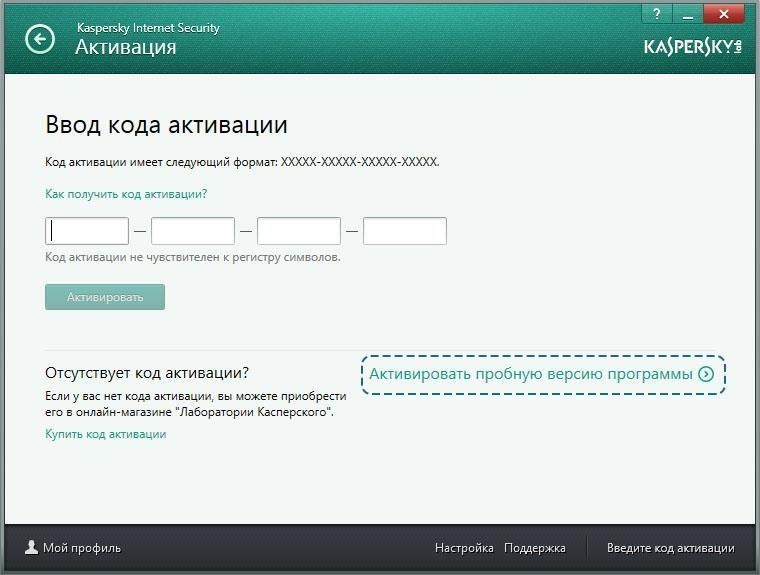 Kaspersky Internet Security
Активация
?
KASPERSKY lab
Ввод кода активации
Код активации имеет следующий формат: XXXXX-XXXXX-XXXXX-XXXXX.
Как получить код активации?
— — —
Код активации не чувствителен к регистру символов.
Активировать
Отсутствует код активации?
Активировать пробную версию программы
Если у вас нет кода активации, вы можете приобрести
его в онлайн-магазине "Лаборатории Касперского".
Купить код активации
Мой профиль
Настройка Поддержка Введите код активации